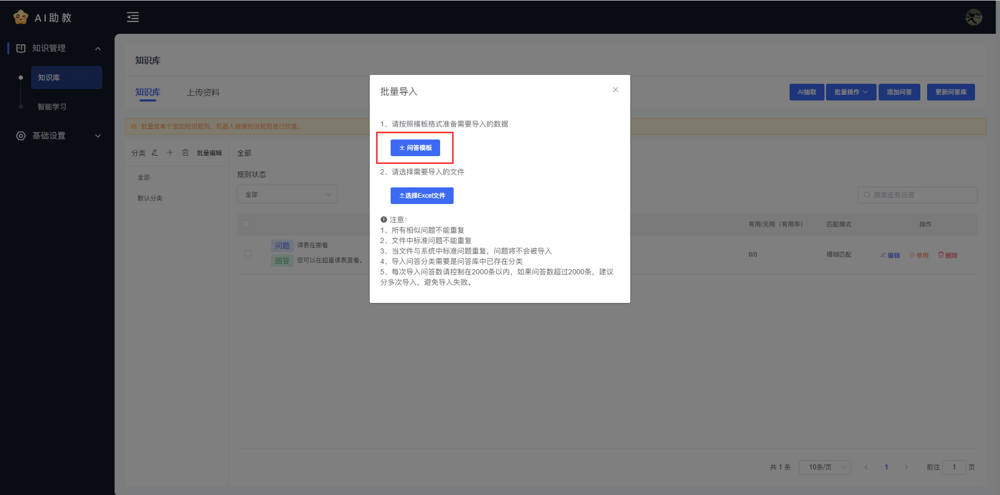 AI助教
知识管理
知识库
智能学习
基础设置
知识库
知识库
上传资料
AI抽取
批量操作
添加问答
更新问答库
批量或单个添加知识规则，机器人根据知识规则进行回复。
分类
批量编辑
全部
默认分类
全部
规则状态
全部
搜索业务回答
有用/无用（有用率）
匹配模式
操作
问题 课表在哪看
回答 您可以在超星课表查看。
0/0
模糊匹配
编辑
停用
删除
共 1 条
10条/页
1
前往
1
页
批量导入
1、请按照模板格式准备需要导入的数据
问答模板
2、请选择需要导入的文件
选择Excel文件
注意：
1、所有相似问题不能重复
2、文件中标准问题不能重复
3、当文件与系统中标准问题重复，问题将不会被导入
4、导入问答分类需要是问答库中已存在分类
5、每次导入问答数请控制在2000条以内，如果问答数超过2000条，建议
分多次导入，避免导入失败。